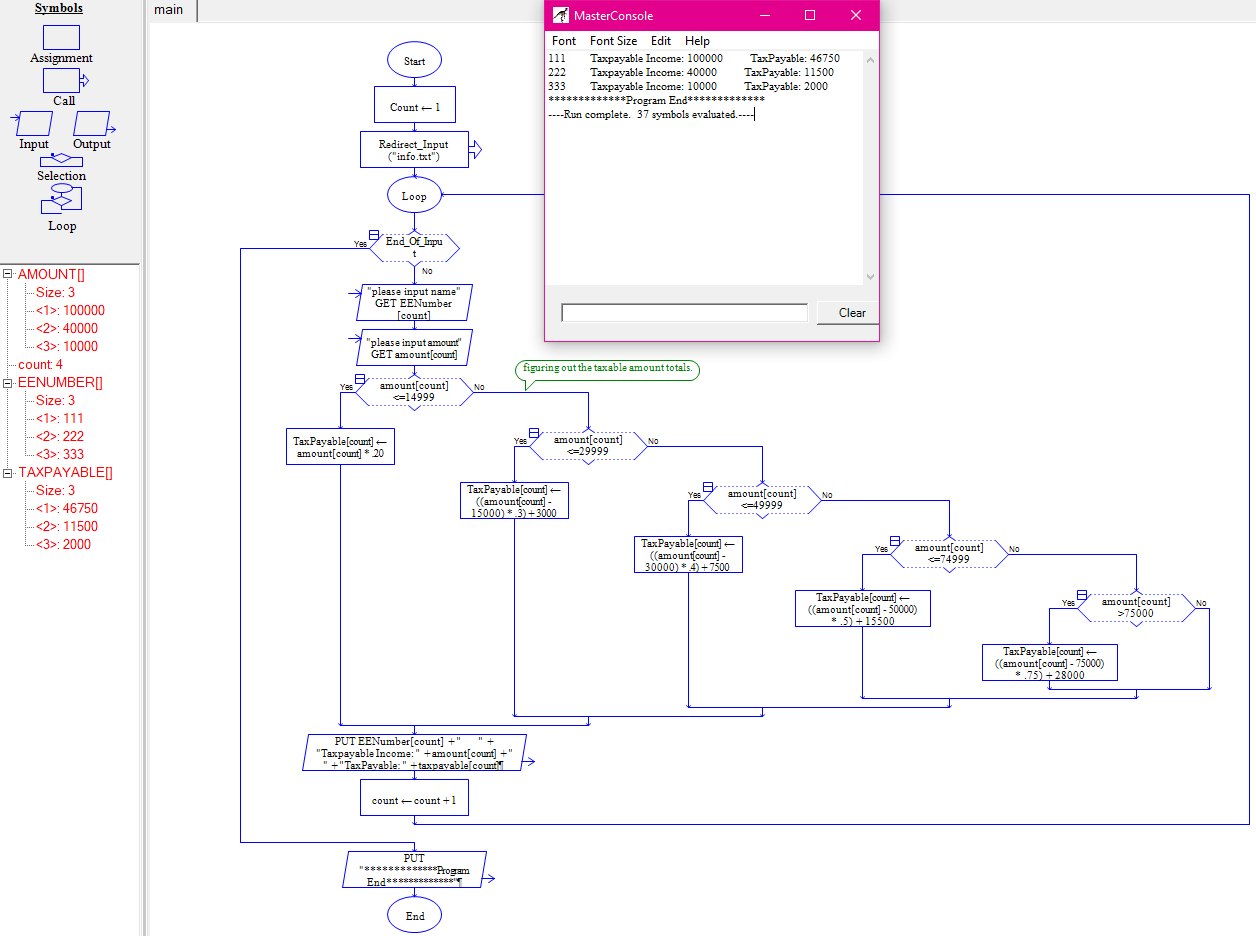 Symbols
Assignment
Call
Input Output
Selection
Loop
AMOUNT[]
Size: 3
<1>: 100000
<2>: 40000
<3>: 10000
count: 4
EENUMBER[]
Size: 3
<1>: 111
<2>: 222
<3>: 333
TAXPAYABLE[]
Size: 3
<1>: 46750
<2>: 11500
<3>: 2000
main
Start
Count ← 1
Redirect_Input
("info.txt")
Loop
End_Of_Inpu
t
Yes
No
"please input name"
GET EENumber
[count]
"please input amount"
GET amount[count]
Yes
amount[count]
<=14999
No
figuring out the taxable amount totals.
TaxPayable[count] ←
amount[count] * .20
Yes
amount[count]
<=29999
No
TaxPayable[count] ←
((amount[count] -
15000) * .3) + 3000
Yes
amount[count]
<=49999
No
TaxPayable[count] ←
((amount[count] -
30000) * .4) + 7500
Yes
amount[count]
<=74999
No
TaxPayable[count] ←
((amount[count] - 50000)
* .5) + 15500
Yes
amount[count]
>75000
No
TaxPayable[count] ←
((amount[count] - 75000)
* .75) + 28000
PUT EENumber[count] + "      " +
"Taxpayable Income: " +amount[count] + "
" + "TaxPayable: " +taxpayable[count]¶
count ← count + 1
PUT
"*************Program
End*************"¶
End
MasterConsole
Font Font Size Edit Help
111 Taxpayable Income: 100000 TaxPayable: 46750
222 Taxpayable Income: 40000 TaxPayable: 11500
333 Taxpayable Income: 10000 TaxPayable: 2000
*************Program End*************
----Run complete.  37 symbols evaluated.----
Clear